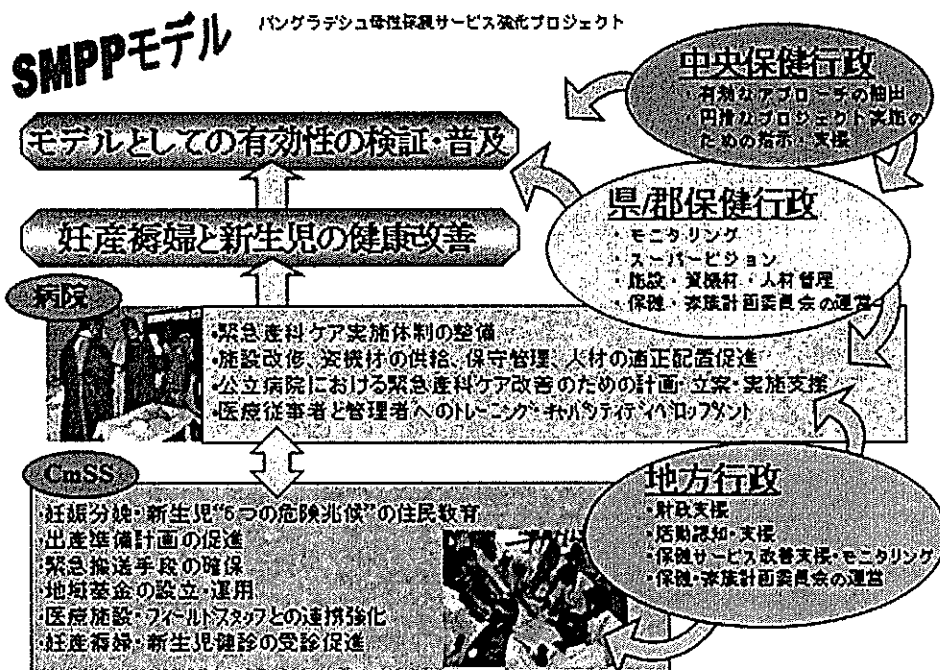 SMPPモデル
バングラデシュ母性保健サービス強化プロジェクト
中央保健行政
・有効なアプローチの抽出
・円滑なプロジェクト実施の
ための指示・支援
モデルとしての有効性の検証・普及
県/郡保健行政
・モニタリング
・スーパービジョン
・施設・資機材・人材管理
・保健・家族計画委員会の運営
妊産褥婦と新生児の健康改善
病院
・緊急産科ケア実施体制の整備
・施設改修、資機材の供給、保守管理、人材の適正配置促進
・公立病院における緊急産科ケア改善のための計画・立案・実施支援
・医療従事者と管理者へのトレーニング・キャパシティディベロップメント
地方行政
・財政支援
・活動認知・支援
・保健サービス改善支援・モニタリング
・保健・家族計画委員会の運営
CmSS
・妊娠分娩・新生児“5つの危険兆候”の住民教育
・出産準備計画の促進
・緊急搬送手段の確保
・地域基金の設立・運用
・医療施設・フィールドスタッフとの連携強化
・妊産褥婦・新生児健診の受診促進